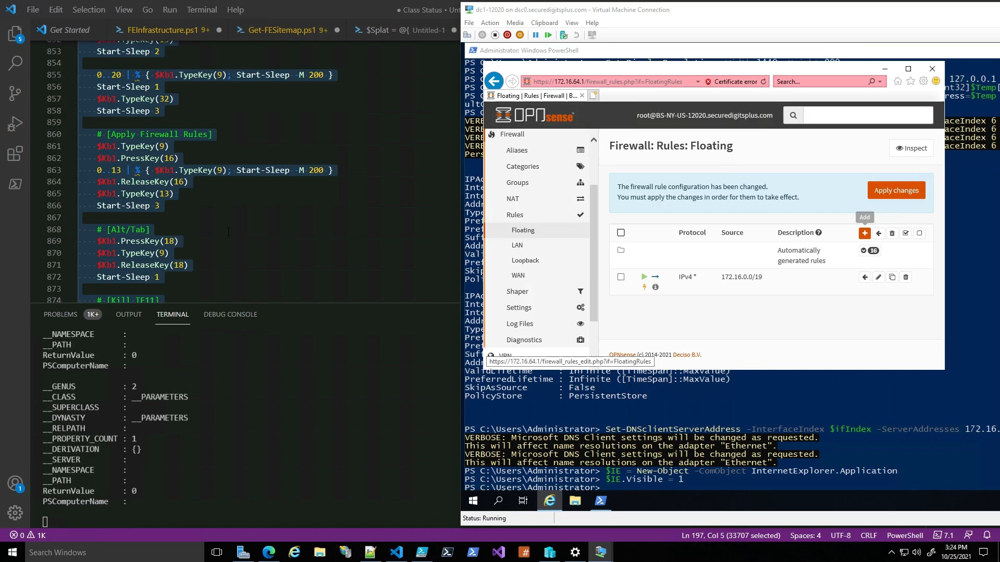 File Edit Selection View Go Run Terminal Help
● Class Status • Unt
Get Started
FEInfrastructure.ps1 9+
Get-FESitemap.ps1 9+
$Splat = @{ Untitled-1
853 Start-Sleep 2
854
855 0..20 | % { $Kb1.TypeKey(9); Start-Sleep -M 200 }
856 Start-Sleep 1
857 $Kb1.TypeKey(32)
858 Start-Sleep 3
859
860 # [Apply Firewall Rules]
861 $Kb1.TypeKey(9)
862 $Kb1.PressKey(16)
863 0..13 | % { $Kb1.TypeKey(9); Start-Sleep -M 200 }
864 $Kb1.ReleaseKey(16)
865 $Kb1.TypeKey(13)
866 Start-Sleep 3
867
868 # [Alt/Tab]
869 $Kb1.PressKey(18)
870 $Kb1.TypeKey(9)
871 $Kb1.ReleaseKey(18)
872 Start-Sleep 1
873
874 # [Kill IE11]
PROBLEMS 1K+ OUTPUT TERMINAL DEBUG CONSOLE
__NAMESPACE :
__PATH :
ReturnValue : 0
PSComputerName :
__GENUS : 2
__CLASS : __PARAMETERS
__SUPERCLASS :
__DYNASTY : __PARAMETERS
__RELPATH :
__PROPERTY_COUNT : 1
__DERIVATION : {}
__SERVER :
__NAMESPACE :
__PATH :
ReturnValue : 0
PSComputerName :
5
1
dc1-12020 on dsc0.securedigitsplus.com - Virtual Machine Connection
File Action Media Clipboard View Help
Administrator: Windows PowerShell
127.0.0.1
nt32]$Temp[
ress=$Temp
aceIndex 6
aceIndex 6
aceIndex 6
aceIndex 6
https://172.16.64.1/firewall_rules.php?if=FloatingRules
Certificate error
Search...
Floating | Rules | Firewall | B...
OPNsense
root@BS-NY-US-12020.securedigitsplus.com
Firewall
Aliases
Categories
Groups
NAT
Rules
Floating
LAN
Loopback
WAN
Shaper
Settings
Log Files
Diagnostics
VPN
Firewall: Rules: Floating
Inspect
The firewall rule configuration has been changed.
You must apply the changes in order for them to take effect.
Apply changes
Add
Protocol Source Description
Automatically generated rules
16
IPv4 * 172.16.0.0/19
OPNsense (c) 2014-2021 Deciso B.V.
https://172.16.64.1/firewall_rules_edit.php?if=FloatingRules
ValidLifetime : Infinite ([TimeSpan]::MaxValue)
PreferredLifetime : Infinite ([TimeSpan]::MaxValue)
SkipAsSource : False
PolicyStore : PersistentStore
PS C:\Users\Administrator> Set-DNSclientServerAddress -InterfaceIndex $ifIndex -ServerAddresses 172.16.
VERBOSE: Microsoft DNS Client settings will be changed as requested.
This will affect name resolutions on the adapter "Ethernet".
VERBOSE: Microsoft DNS Client settings will be changed as requested.
This will affect name resolutions on the adapter "Ethernet".
PS C:\Users\Administrator> $IE = New-Object -ComObject InternetExplorer.Application
PS C:\Users\Administrator> $IE.Visible = 1
PS C:\Users\Administrator>
Status: Running
0 1K
Ln 197, Col 5 (33707 selected) Spaces: 4 UTF-8 CRLF PowerShell 7.1
Search Windows
3:24 PM
10/25/2021